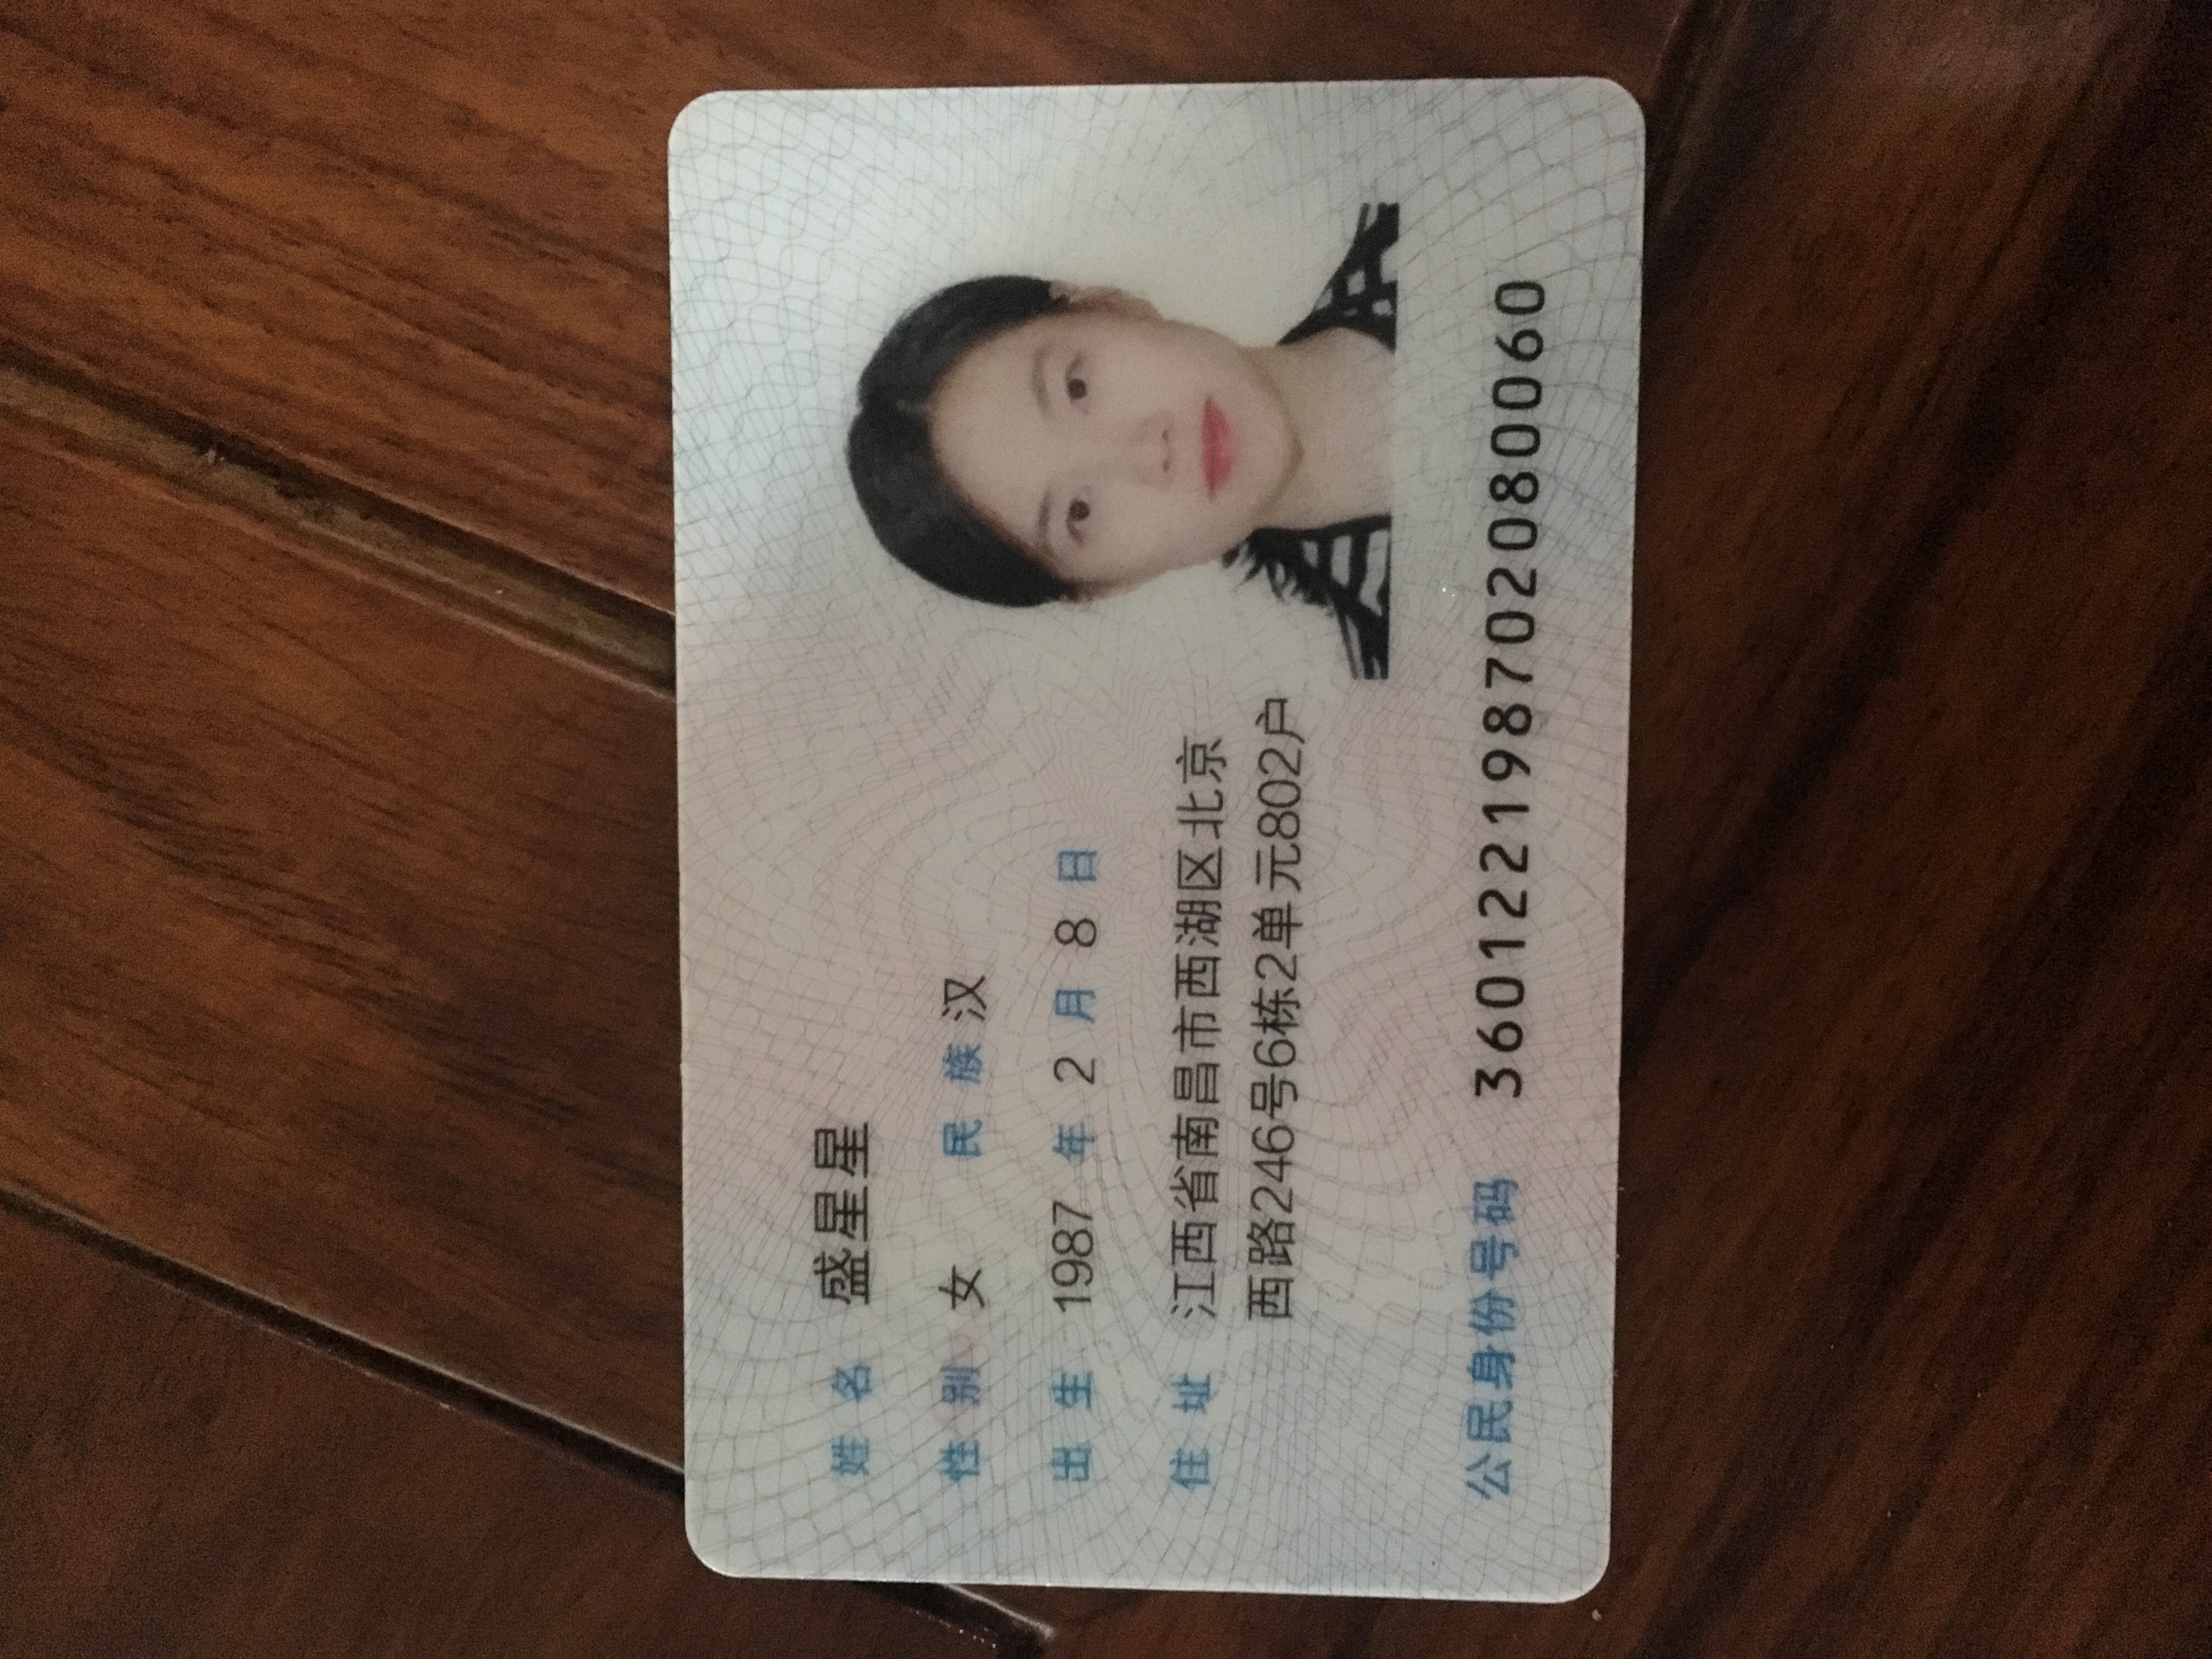 姓名 盛星星
性别 女 民族 汉
出生 1987 年 2 月 8 日
住址 江西省南昌市西湖区北京
西路246号6栋2单元802户
公民身份号码 360122198702080060